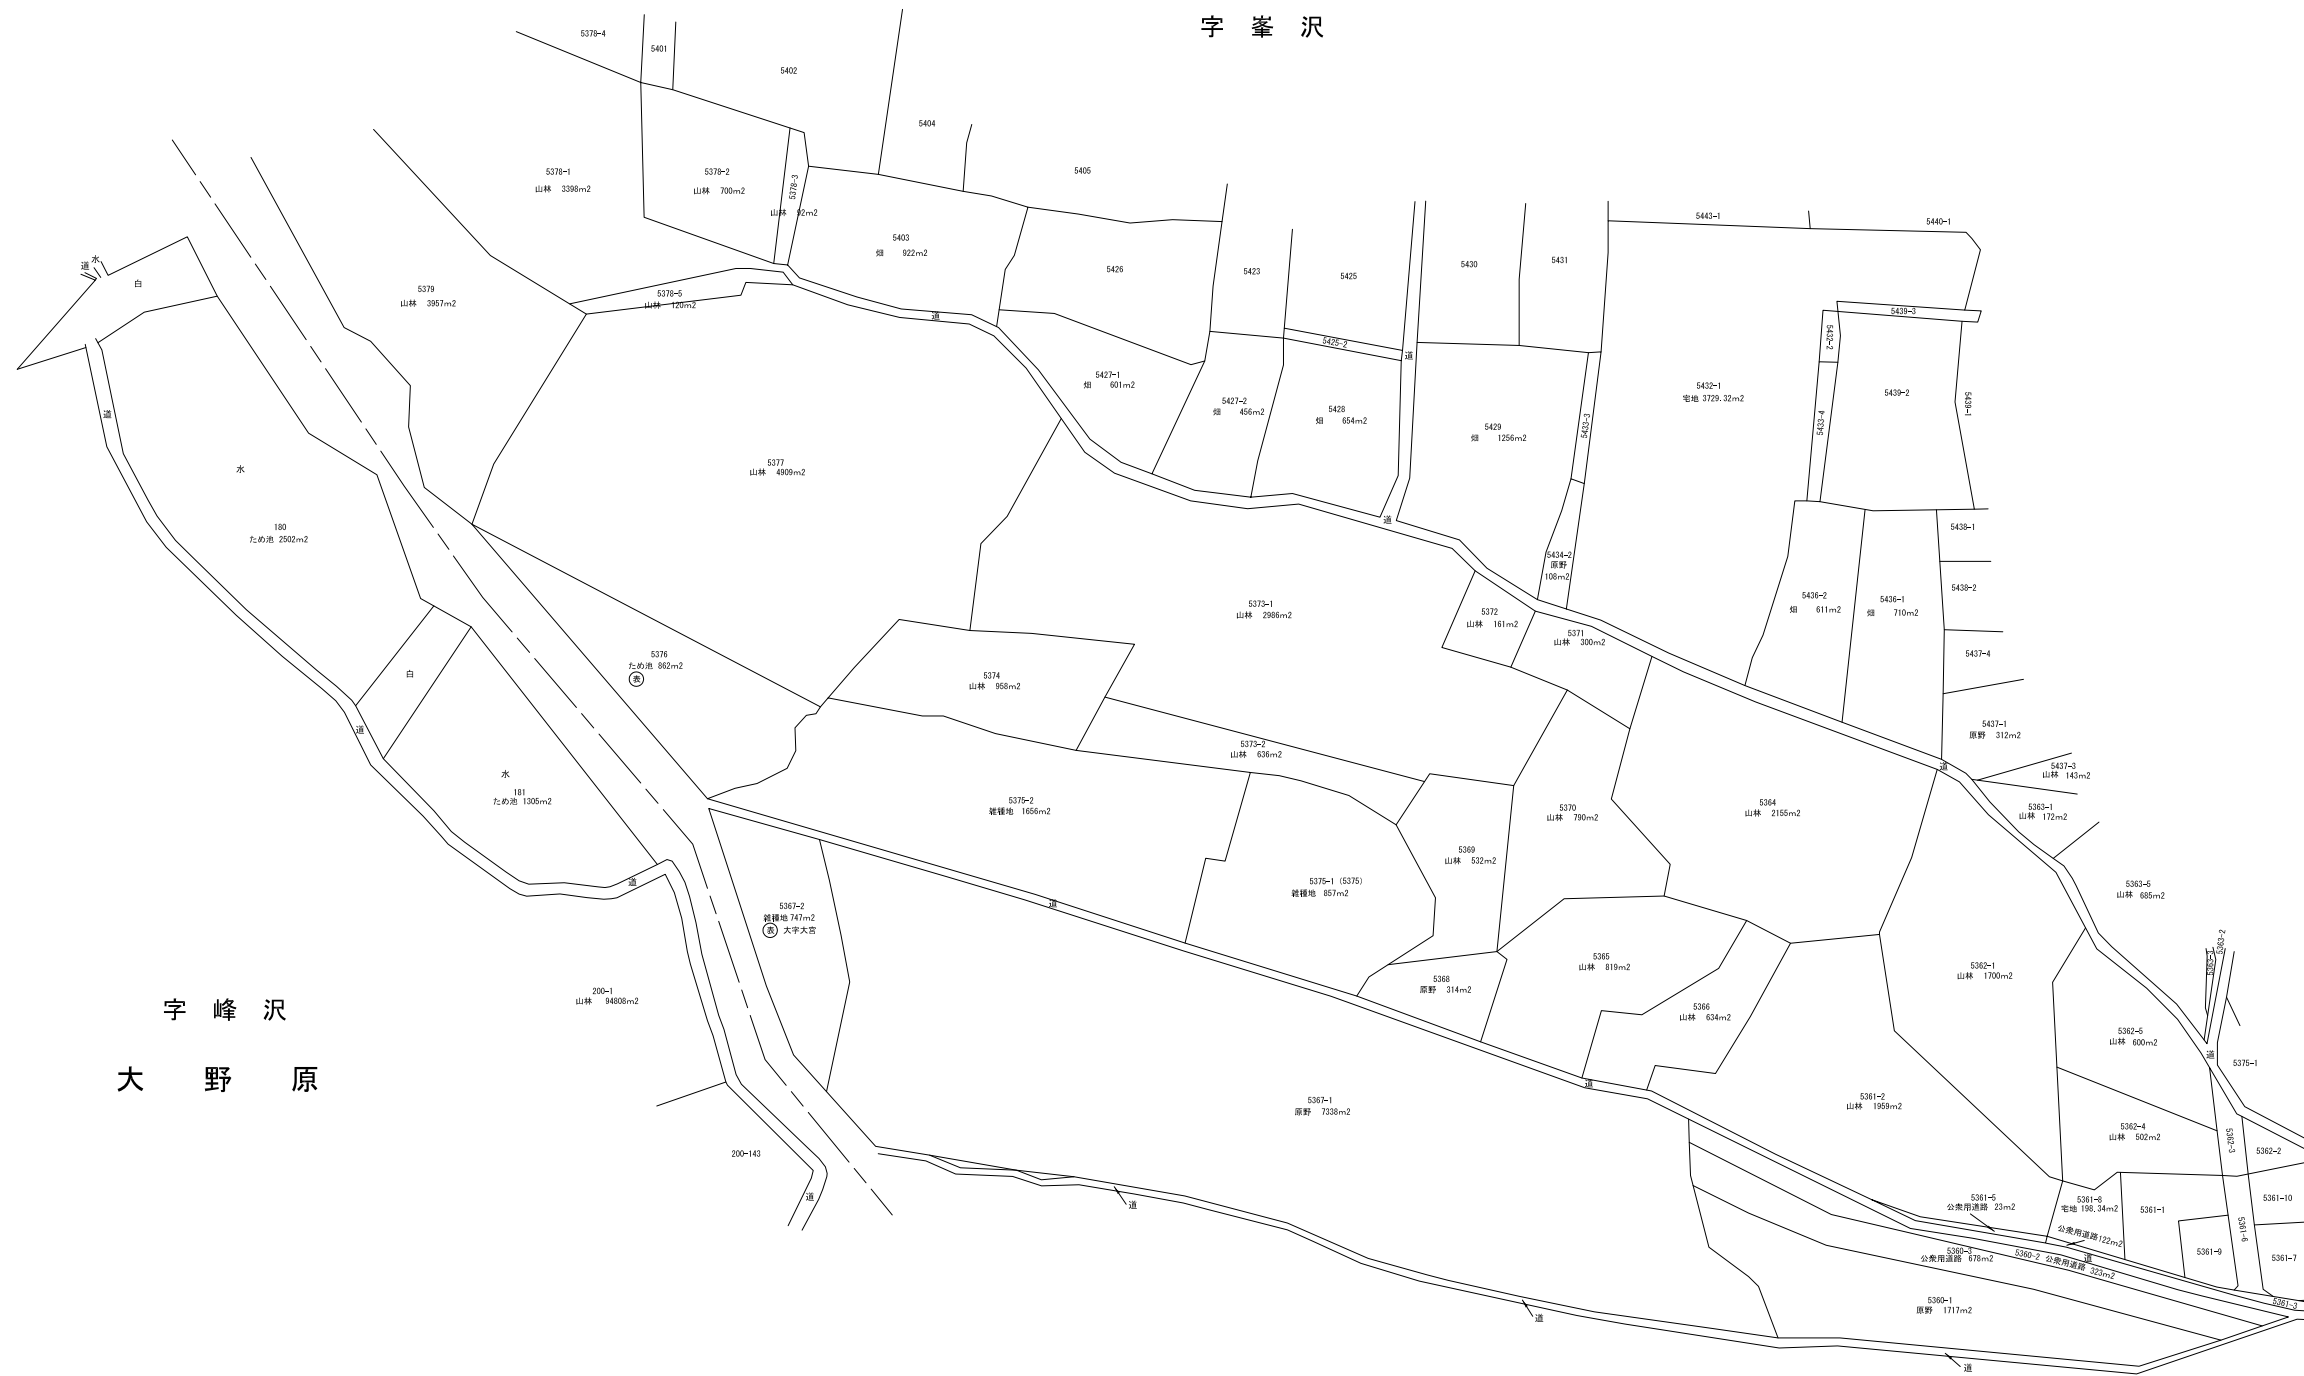 字 峯 沢
5378-4
5401
5402
5404
5405
5378-1
山林 3398m2
5378-2
山林 700m2
5378-3
山林 92m2
5403
畑 922m2
5426
5423
5425
5430
5431
5443-1
5440-1
水
道
白
5379
山林 3957m2
5378-5
山林 120m2
道
5439-3
5432-2
5425-2
道
5427-1
畑 601m2
5427-2
畑 456m2
5428
畑 654m2
5429
畑 1256m2
5433-3
5432-1
宅地 3729.32m2
5433-4
5439-2
5439-1
道
水
5377
山林 4909m2
道
180
ため池 2502m2
5438-1
5434-2
原野
108m2
5438-2
5436-2
畑 611m2
5436-1
畑 710m2
5373-1
山林 2986m2
5372
山林 161m2
5371
山林 300m2
5437-4
5376
ため池 862m2
表
白
5374
山林 958m2
道
5437-1
原野 312m2
5373-2
山林 636m2
道
5437-3
山林 143m2
水
181
ため池 1305m2
5375-2
雑種地 1656m2
5370
山林 790m2
5364
山林 2155m2
5363-1
山林 172m2
5369
山林 532m2
道
5375-1 (5375)
雑種地 857m2
5363-5
山林 685m2
5367-2
雑種地 747m2
表 大字大宮
道
5363-2
5363-3
5365
山林 819m2
5362-1
山林 1700m2
5368
原野 314m2
200-1
山林 94808m2
字 峰 沢
5366
山林 634m2
5362-5
山林 600m2
道
5375-1
大 野 原
道
5367-1
原野 7338m2
5361-2
山林 1959m2
5362-4
山林 502m2
5362-3
5362-2
200-143
道
道
5361-5
公衆用道路 23m2
5361-8
宅地 198.34m2
5361-1
5361-10
公衆用道路122m2
5361-6
5360-3
公衆用道路 678m2
5360-2 公衆用道路 323m2
道
5361-9
5361-7
5360-1
原野 1717m2
5361-3
道
道